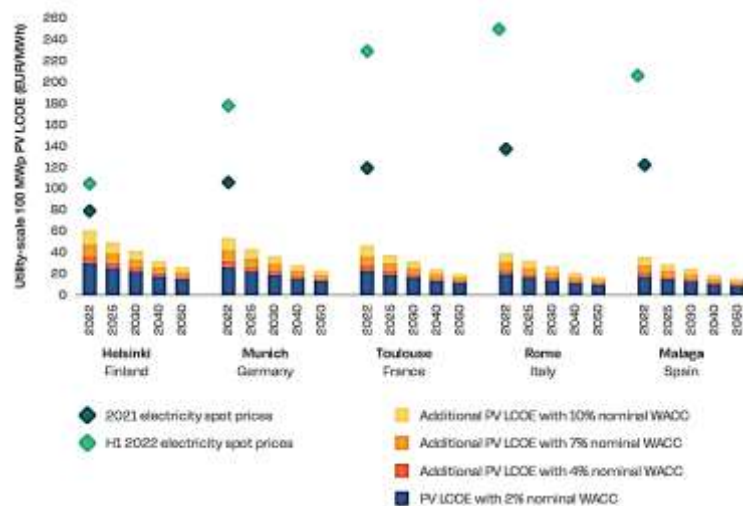 Utility-scale 100 MWp PV LCOE (EUR/MWh)
260
240
220
200
180
160
140
120
100
80
60
40
20
0
2022 2025 2030 2040 2050 2022 2025 2030 2040 2050 2022 2025 2030 2040 2050 2022 2025 2030 2040 2050 2022 2025 2030 2040 2050
Helsinki Munich Toulouse Rome Malaga
Finland Germany France Italy Spain
2021 electricity spot prices
H1 2022 electricity spot prices
Additional PV LCOE with 10% nominal WACC
Additional PV LCOE with 7% nominal WACC
Additional PV LCOE with 4% nominal WACC
PV LCOE with 2% nominal WACC